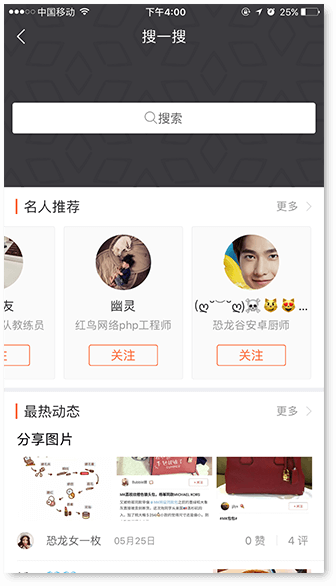 中国移动 下午4:00 25%
搜一搜
搜索
名人推荐 更多
友 幽灵 (ღ˘⌣˘ღ)☠️😼😻...
队教练员 红鸟网络php工程师 恐龙谷安卓厨师
关注 关注
最热动态 更多
分享图片
恐龙女一枚 05月25日 0 赞 4 评